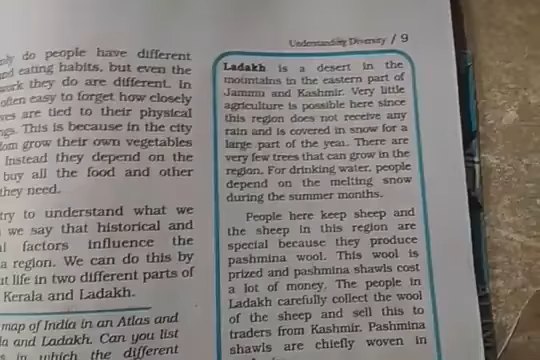 Understanding Diversity / 9
do people have different
eating habits, but even the
work they do are different. In
often easy to forget how closely
are tied to their physical
This is because in the city
grow their own vegetables
Instead they depend on the
buy all the food and other
they need.
try to understand what we
we say that historical and
factors influence the
a region. We can do this by
life in two different parts of
Kerala and Ladakh.
map of India in an Atlas and
and Ladakh. Can you list
in which the different
Ladakh is a desert in the
mountains in the eastern part of
Jammu and Kashmir. Very little
agriculture is possible here since
this region does not receive any
rain and is covered in snow for a
large part of the year. There are
very few trees that can grow in the
region. For drinking water, people
depend on the melting snow
during the summer months.
People here keep sheep and
the sheep in this region are
special because they produce
pashmina wool. This wool is
prized and pashmina shawls cost
a lot of money. The people in
Ladakh carefully collect the wool
of the sheep and sell this to
traders from Kashmir. Pashmina
shawls are chiefly woven in